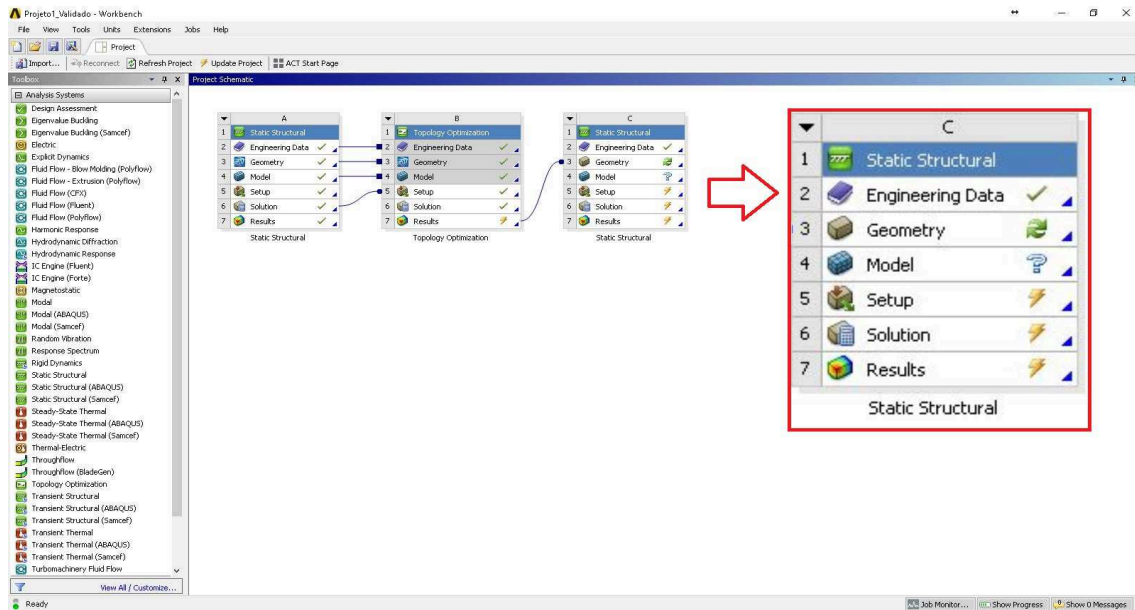 Projeto1_Validado - Workbench
File View Tools Units Extensions Jobs Help
Project
Import... Reconnect Refresh Project Update Project ACT Start Page
Toolbox
Project Schematic
Analysis Systems
Design Assessment
Eigenvalue Buckling
Eigenvalue Buckling (Samcef)
Electric
Explicit Dynamics
Fluid Flow - Blow Molding (Polyflow)
Fluid Flow - Extrusion (Polyflow)
Fluid Flow (CFX)
Fluid Flow (Fluent)
Fluid Flow (Polyflow)
Harmonic Response
Hydrodynamic Diffraction
Hydrodynamic Response
IC Engine (Fluent)
IC Engine (Forte)
Magnetostatic
Modal
Modal (ABAQUS)
Modal (Samcef)
Random Vibration
Response Spectrum
Rigid Dynamics
Static Structural
Static Structural (ABAQUS)
Static Structural (Samcef)
Steady-State Thermal
Steady-State Thermal (ABAQUS)
Steady-State Thermal (Samcef)
Thermal-Electric
Throughflow
Throughflow (BladeGen)
Topology Optimization
Transient Structural
Transient Structural (ABAQUS)
Transient Structural (Samcef)
Transient Thermal
Transient Thermal (ABAQUS)
Transient Thermal (Samcef)
Turbomachinery Fluid Flow
View All / Customize...
A
1 Static Structural
2 Engineering Data
3 Geometry
4 Model
5 Setup
6 Solution
7 Results
Static Structural
B
1 Topology Optimization
2 Engineering Data
3 Geometry
4 Model
5 Setup
6 Solution
7 Results
Topology Optimization
C
1 Static Structural
2 Engineering Data
3 Geometry
4 Model
5 Setup
6 Solution
7 Results
Static Structural
C
1 Static Structural
2 Engineering Data
3 Geometry
4 Model
5 Setup
6 Solution
7 Results
Static Structural
Ready
Job Monitor... Show Progress Show 0 Messages